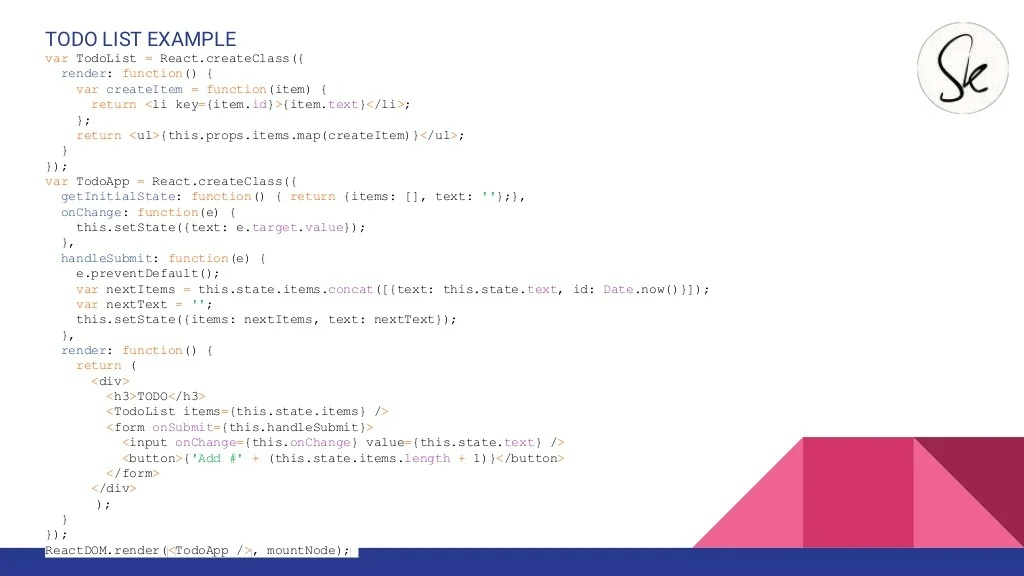 TODO LIST EXAMPLE
var TodoList = React.createClass({
  render: function() {
    var createItem = function(item) {
      return <li key={item.id}>{item.text}</li>;
    };
    return <ul>{this.props.items.map(createItem)}</ul>;
  }
});
var TodoApp = React.createClass({
  getInitialState: function() { return {items: [], text: ''};},
  onChange: function(e) {
    this.setState({text: e.target.value});
  },
  handleSubmit: function(e) {
    e.preventDefault();
    var nextItems = this.state.items.concat([{text: this.state.text, id: Date.now()}]);
    var nextText = '';
    this.setState({items: nextItems, text: nextText});
  },
  render: function() {
    return (
      <div>
        <h3>TODO</h3>
        <TodoList items={this.state.items} />
        <form onSubmit={this.handleSubmit}>
          <input onChange={this.onChange} value={this.state.text} />
          <button>{'Add #' + (this.state.items.length + 1)}</button>
        </form>
      </div>
       );
  }
});
ReactDOM.render(<TodoApp />, mountNode);
Sk